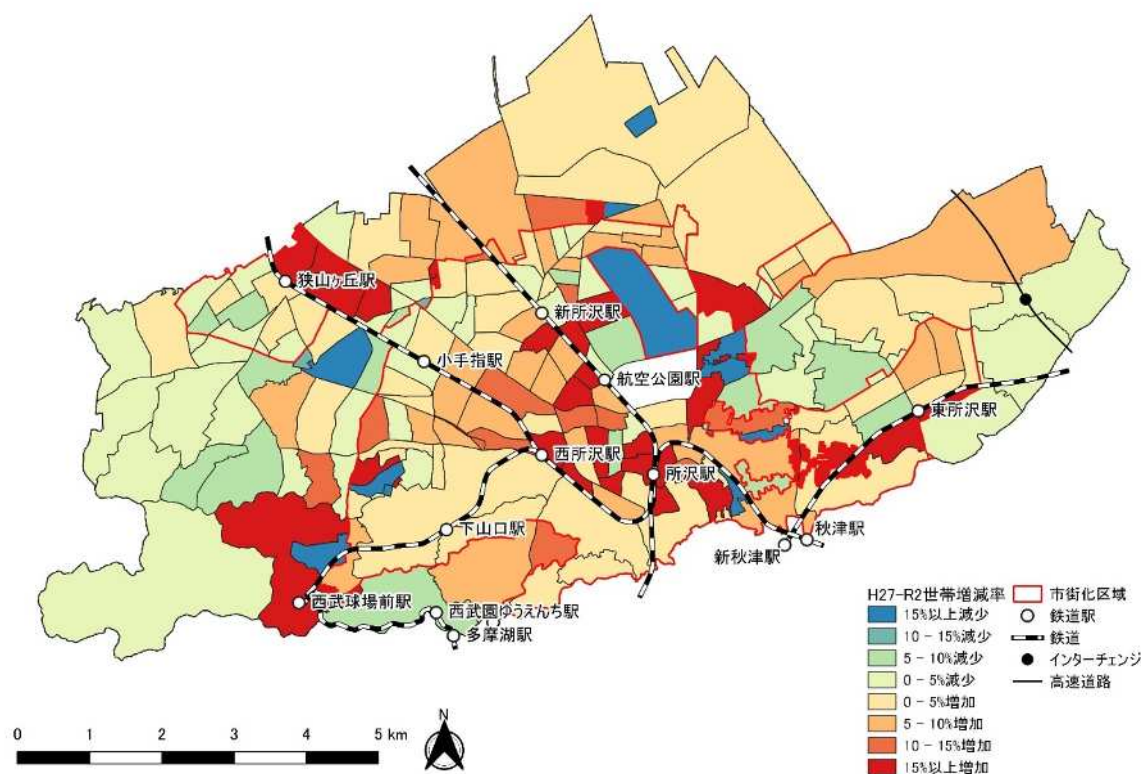 狭山ヶ丘駅
新所沢駅
小手指駅
航空公園駅
東所沢駅
西所沢駅
所沢駅
下山口駅
秋津駅
新秋津駅
西武球場前駅
西武園ゆうえんち駅
多摩湖駅
H27-R2世帯増減率
15%以上減少
10 - 15%減少
5 - 10%減少
0 - 5%減少
0 - 5%増加
5 - 10%増加
10 - 15%増加
15%以上増加
市街化区域
鉄道駅
鉄道
インターチェンジ
高速道路
N
0 1 2 3 4 5 km